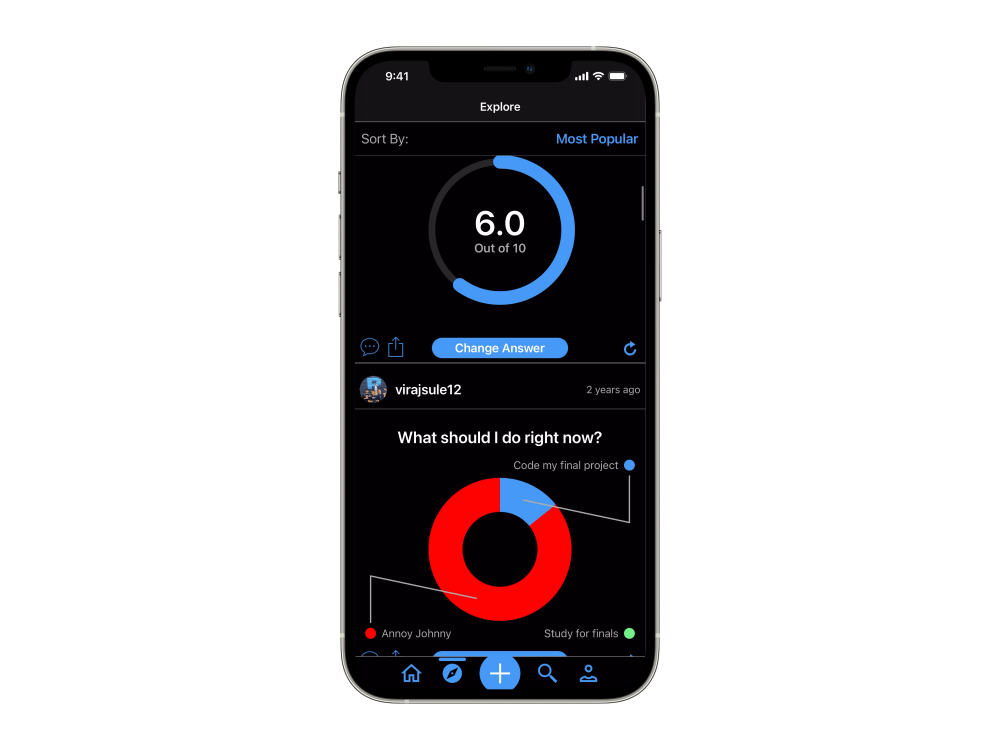 9:41
Explore
Sort By: Most Popular
6.0
Out of 10
Change Answer
virajsule12 2 years ago
What should I do right now?
Code my final project
Annoy Johnny Study for finals